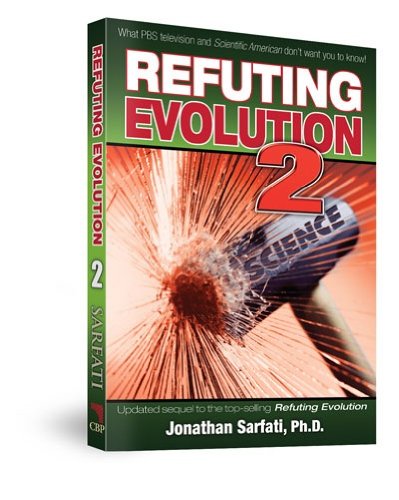 What PBS television and Scientific American don't want you to know!
REFUTING
EVOLUTION
2
SCIENCE
Updated sequel to the top-selling Refuting Evolution
Jonathan Sarfati, Ph.D.
REFUTING EVOLUTION 2 SARFATI
CBP